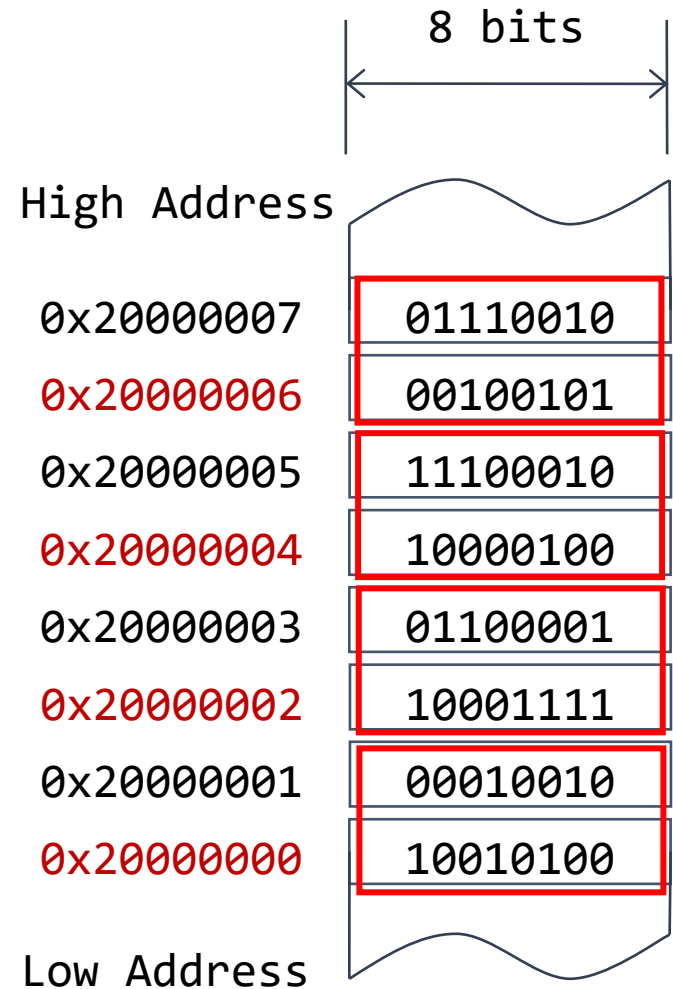 8 bits
High Address
0x20000007 01110010
0x20000006 00100101
0x20000005 11100010
0x20000004 10000100
0x20000003 01100001
0x20000002 10001111
0x20000001 00010010
0x20000000 10010100
Low Address